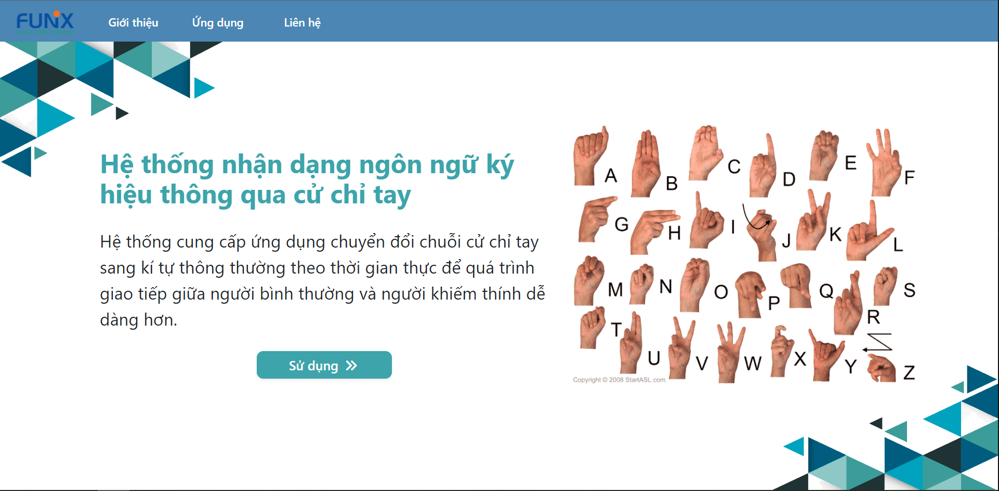 FUNiX
Learn with Mentors
Giới thiệu Ứng dụng Liên hệ
Hệ thống nhận dạng ngôn ngữ ký
hiệu thông qua cử chỉ tay
Hệ thống cung cấp ứng dụng chuyển đổi chuỗi cử chỉ tay
sang kí tự thông thường theo thời gian thực để quá trình
giao tiếp giữa người bình thường và người khiếm thính dễ
dàng hơn.
Sử dụng
A B C D E F
G H I J K L
M N O P Q R S
T U V W X Y Z
Copyright © 2008 StartASL.com